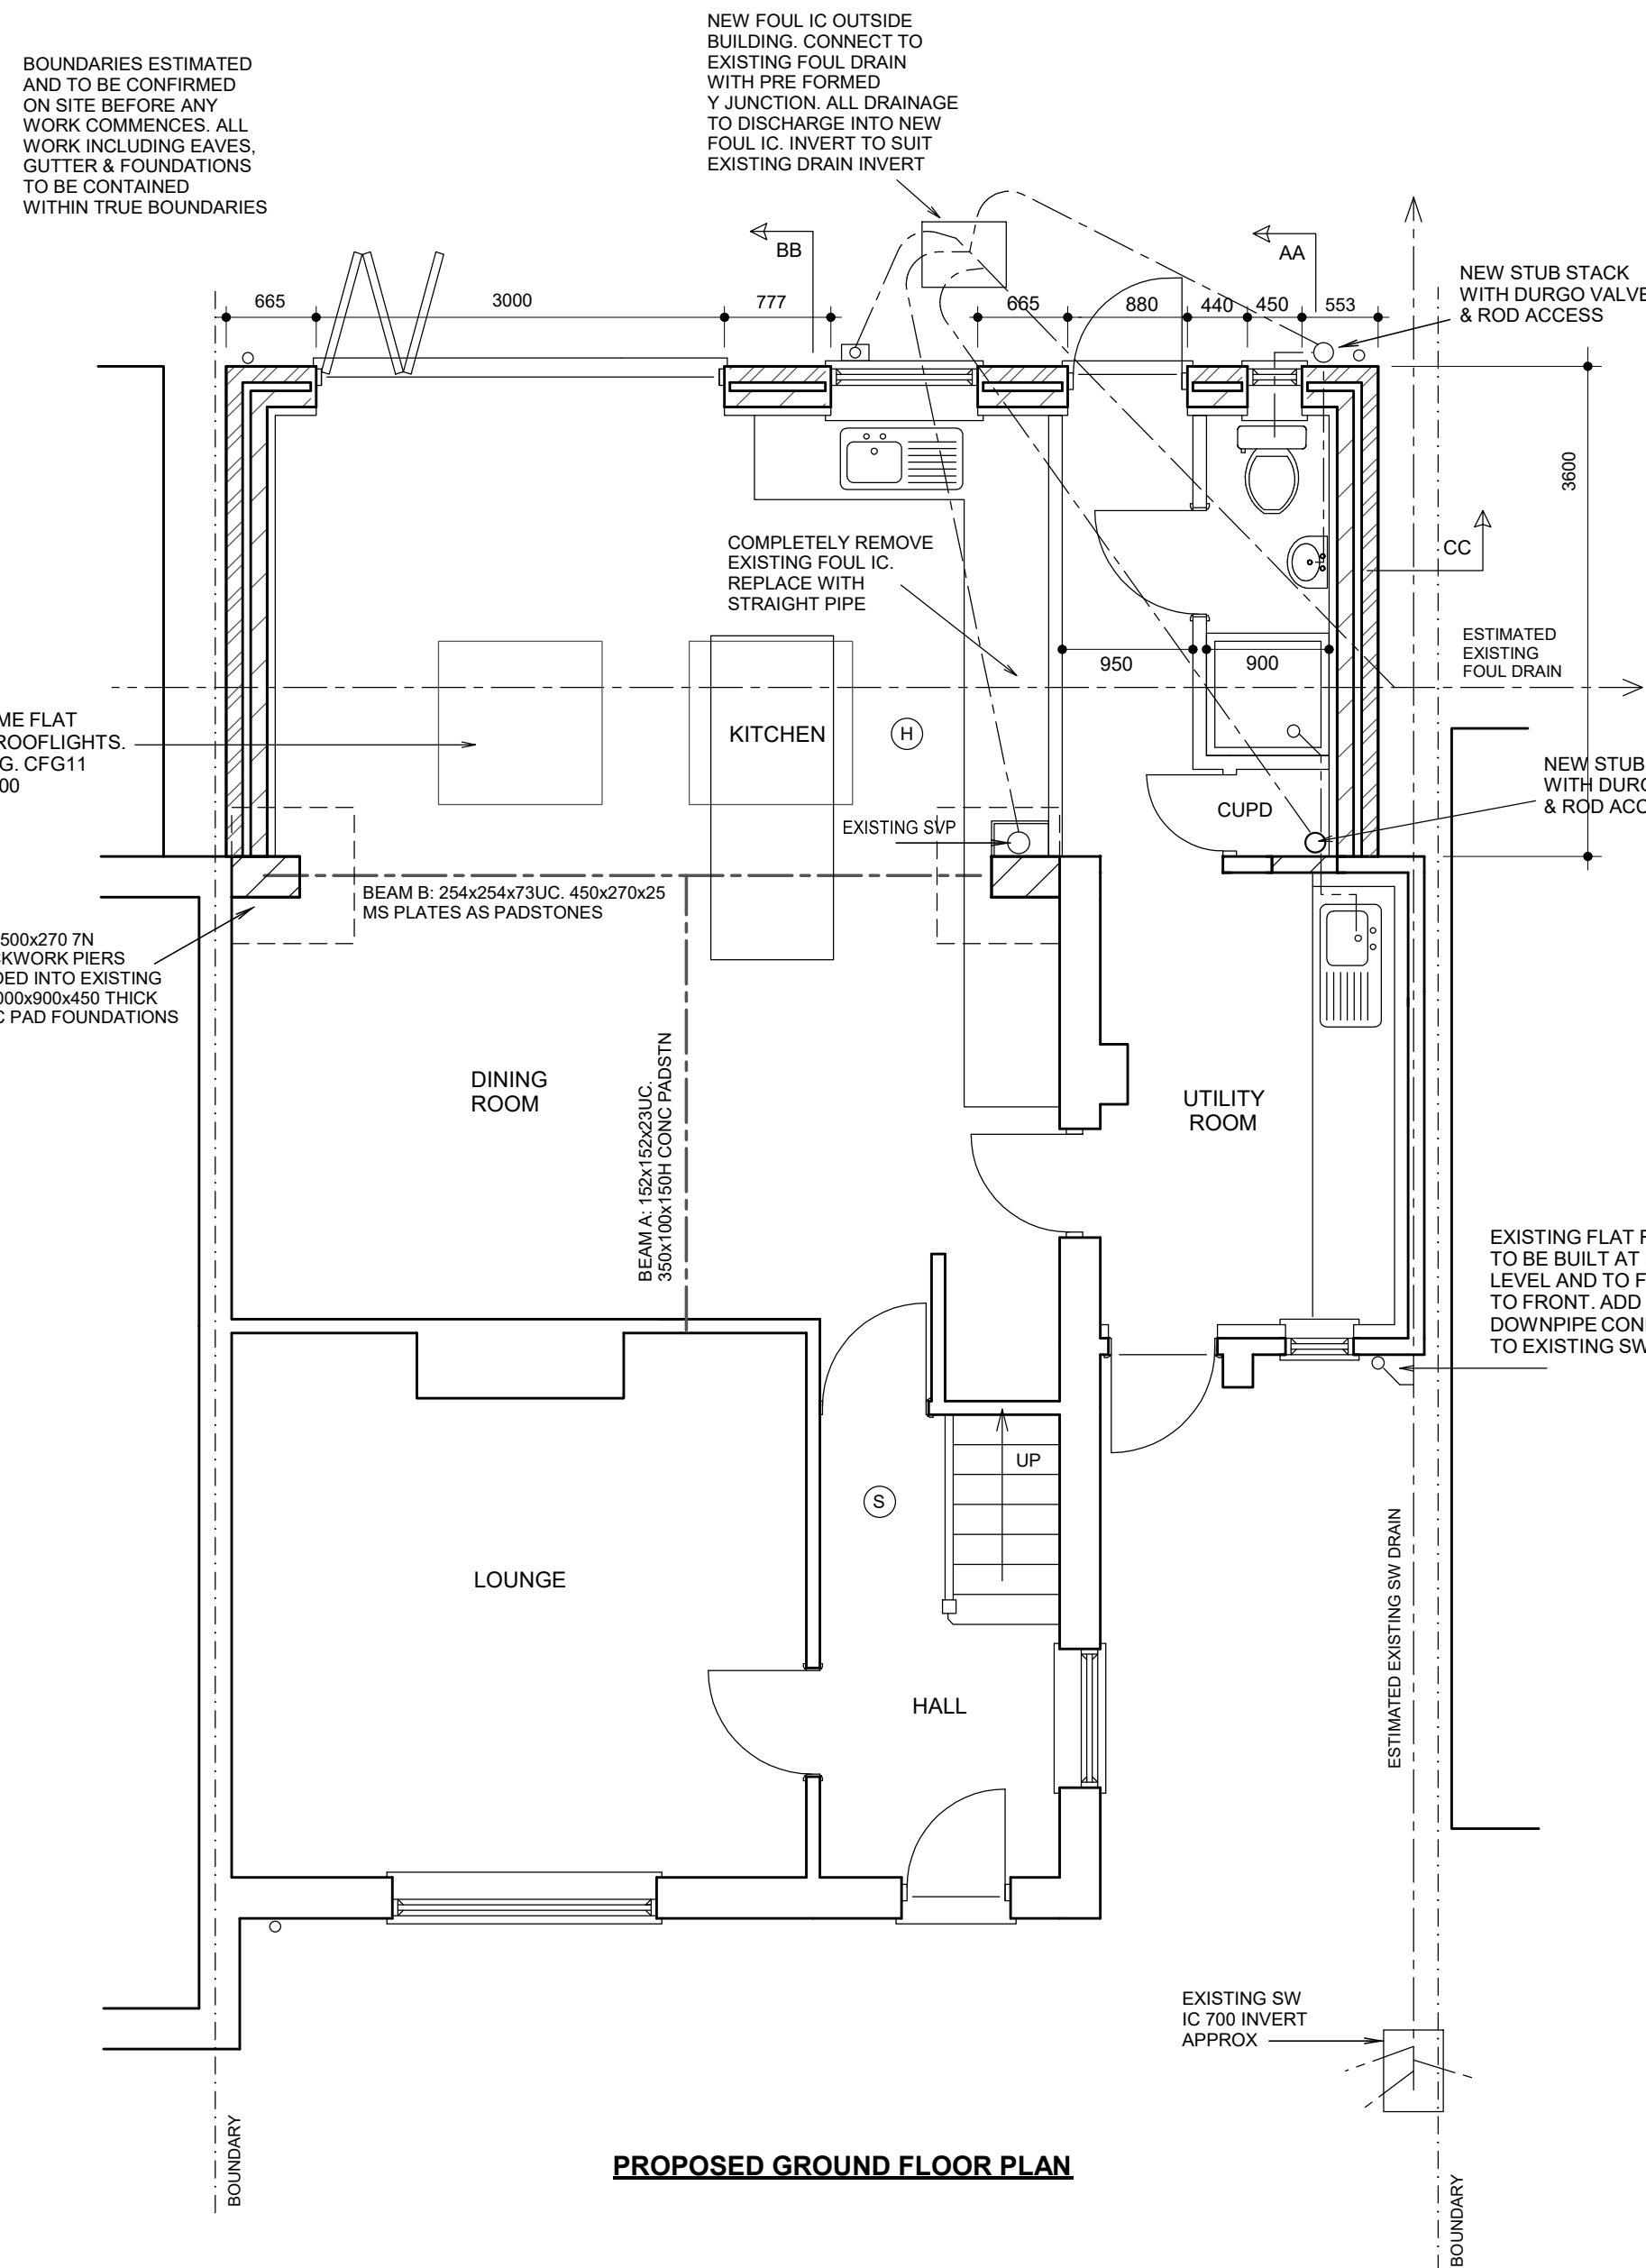 NEW FOUL IC OUTSIDE
BUILDING. CONNECT TO
EXISTING FOUL DRAIN
WITH PRE FORMED
Y JUNCTION. ALL DRAINAGE
TO DISCHARGE INTO NEW
FOUL IC. INVERT TO SUIT
EXISTING DRAIN INVERT
BOUNDARIES ESTIMATED
AND TO BE CONFIRMED
ON SITE BEFORE ANY
WORK COMMENCES. ALL
WORK INCLUDING EAVES,
GUTTER & FOUNDATIONS
TO BE CONTAINED
WITHIN TRUE BOUNDARIES
BB
AA
NEW STUB STACK
WITH DURGO VALVE
& ROD ACCESS
665
3000
777
665
880
440
450
553
3600
CC
COMPLETELY REMOVE
EXISTING FOUL IC.
REPLACE WITH
STRAIGHT PIPE
ESTIMATED
EXISTING
FOUL DRAIN
950
900
ME FLAT
ROOFLIGHTS.
G. CFG11
00
KITCHEN
H
NEW STUB
WITH DURG
& ROD ACC
CUPD
EXISTING SVP
BEAM B: 254x254x73UC. 450x270x25
MS PLATES AS PADSTONES
500x270 7N
CKWORK PIERS
DED INTO EXISTING
000x900x450 THICK
C PAD FOUNDATIONS
DINING
ROOM
BEAM A: 152x152x23UC.
350x100x150H CONC PADSTN
UTILITY
ROOM
EXISTING FLAT R
TO BE BUILT AT
LEVEL AND TO F
TO FRONT. ADD
DOWNPIPE CON
TO EXISTING SW
UP
S
LOUNGE
ESTIMATED EXISTING SW DRAIN
HALL
EXISTING SW
IC 700 INVERT
APPROX
BOUNDARY
PROPOSED GROUND FLOOR PLAN
BOUNDARY